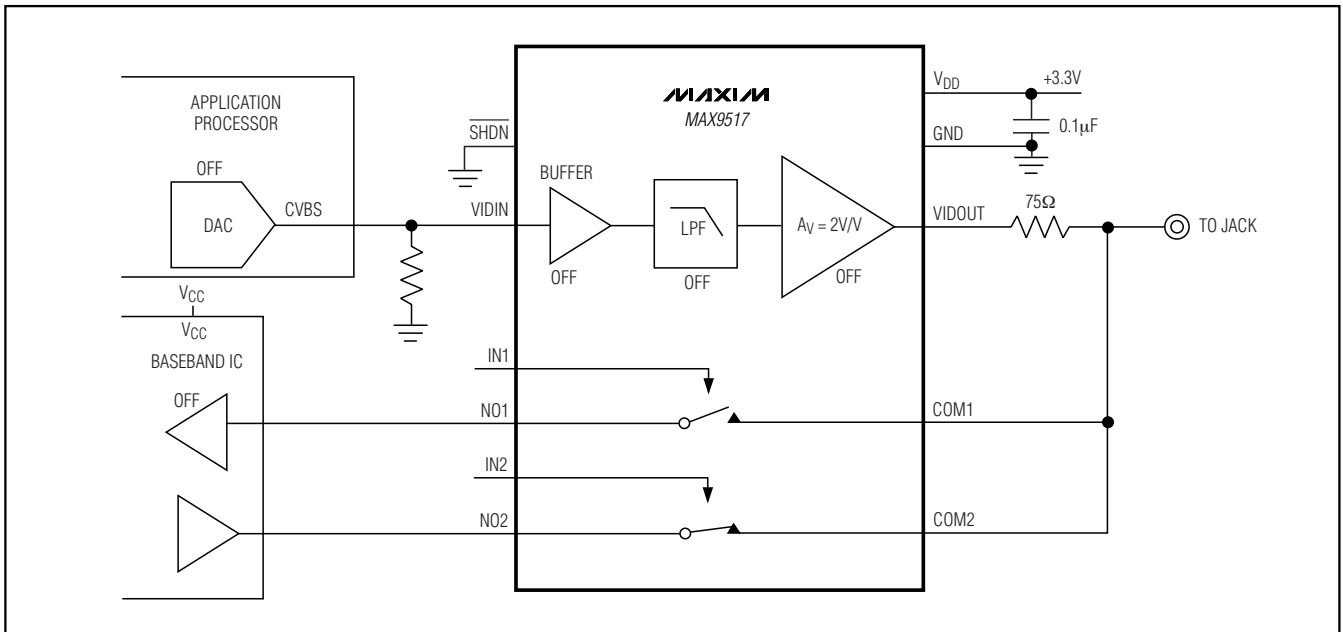 APPLICATION
PROCESSOR
OFF
DAC
CVBS
VCC
VCC
BASEBAND IC
OFF
SHDN
VIDIN
IN1
NO1
IN2
NO2
MAXIM
MAX9517
BUFFER
OFF
LPF
OFF
AV = 2V/V
OFF
VDD
+3.3V
0.1µF
GND
75Ω
VIDOUT
TO JACK
COM1
COM2